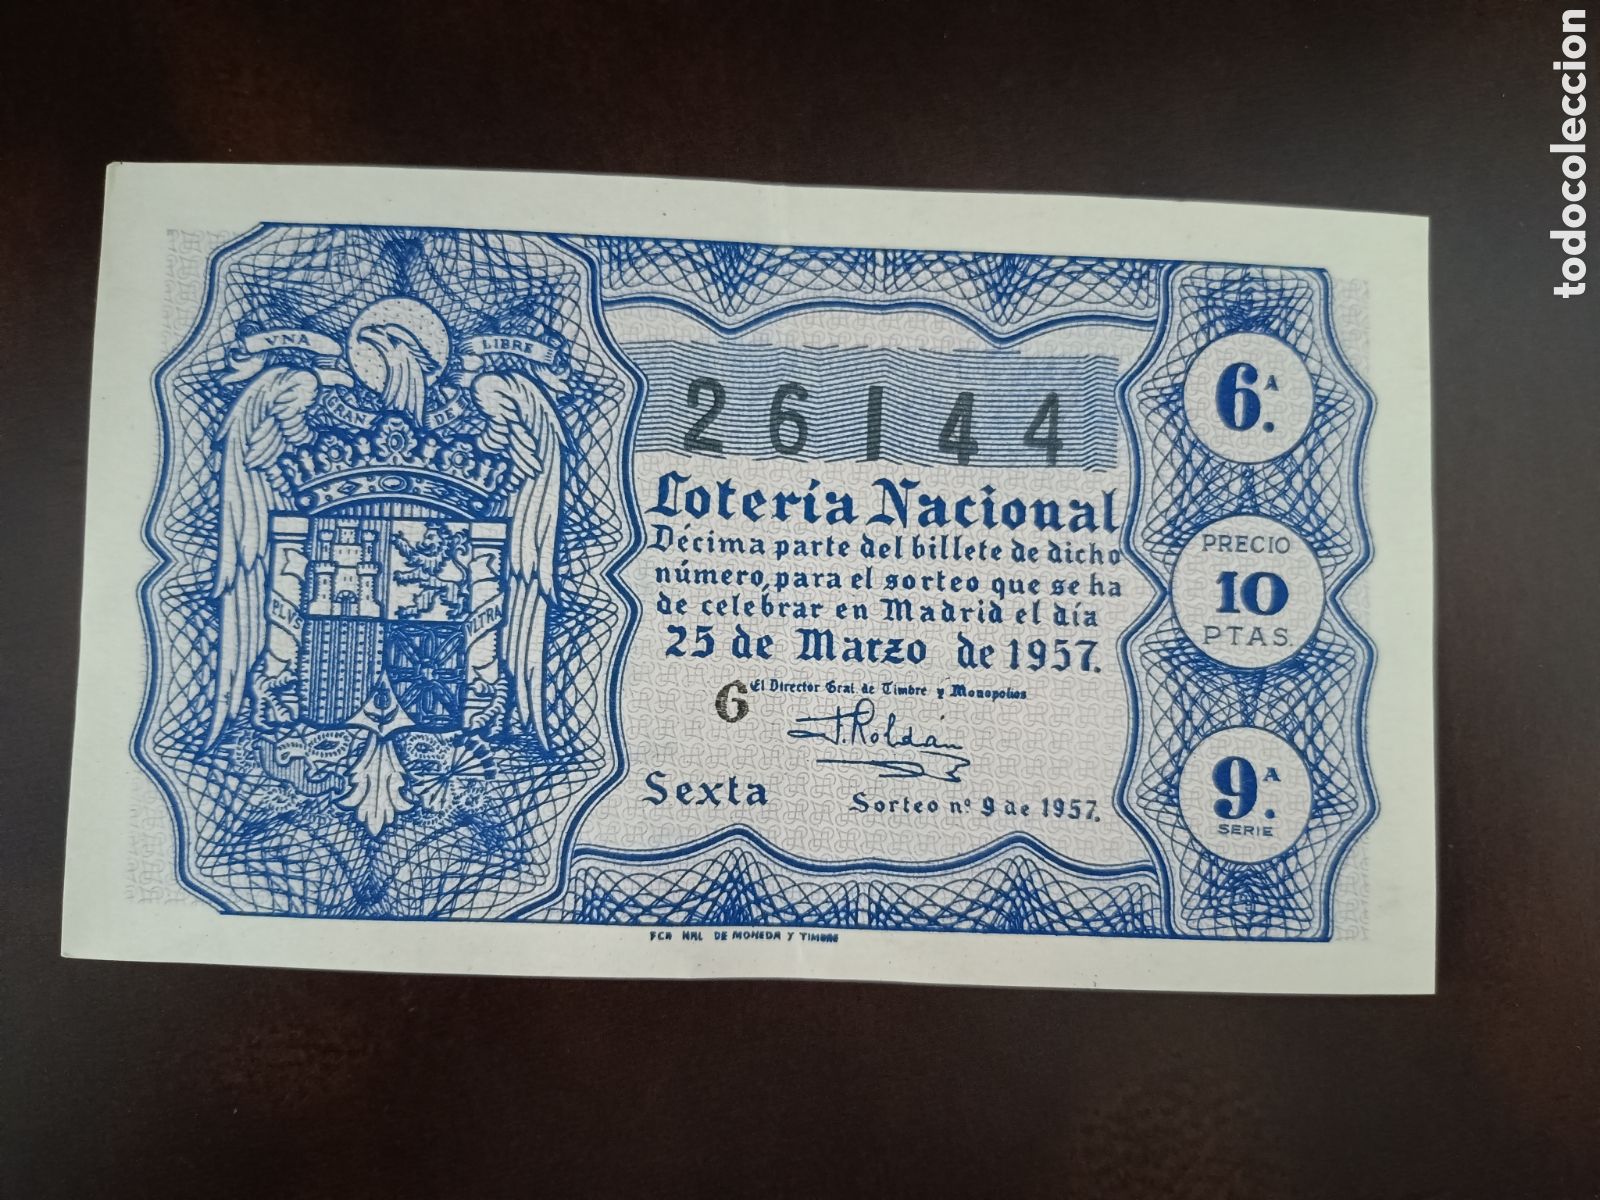 todocoleccion
VNA
LIBRE
GRAN
DE
PLVS
VLTRA
26144
Lotería Nacional
Décima parte del billete de dicho
número, para el sorteo que se ha
de celebrar en Madrid el día
25 de Marzo de 1957.
6
El Director Gral. de Timbre y Monopolios
F. Roldán
Sexta
Sorteo nº 9 de 1957.
6.ᴬ
PRECIO
10
PTAS.
9.ᴬ
SERIE
FCA NAL DE MONEDA Y TIMBRE